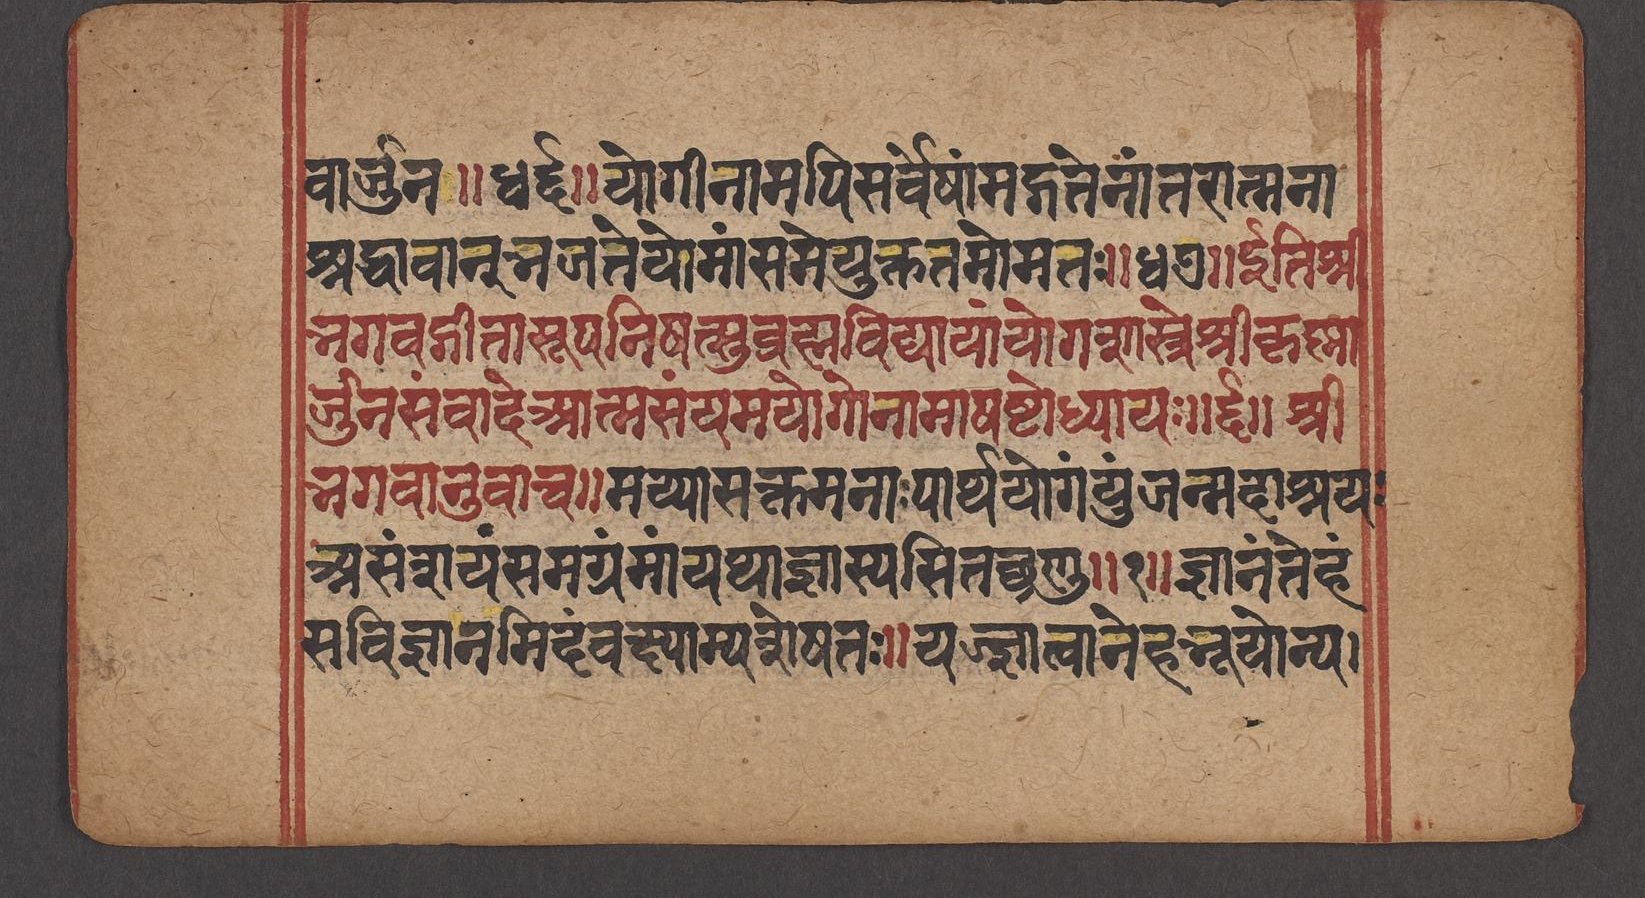 वार्जुन ॥ ४६ ॥ योगीनामपिसर्वेषांमद्गतेनांतरात्मना
श्रद्धावान्भजतेयोमांसमेयुक्ततमोमतः ॥ ४७ ॥ ईतिश्री
भगवद्गीतासूपनिषत्सुब्रह्मविद्यायांयोगशास्त्रेश्रीकृष्णा
र्जुनसंवादेआत्मसंयमयोगोनामाषष्टोध्यायः ॥ ६ ॥ श्री
भगवानुवाच ॥ मय्यासक्तमनाःपार्थयोगंयुंजन्मदाश्रयः
असंशयंसमग्रंमांयथाज्ञास्यसितच्छृणु ॥ १ ॥ ज्ञानंतेहं
सविज्ञानमिदंवक्ष्याम्यशेषतः ॥ यज्ज्ञात्वानेहभूयोन्य।